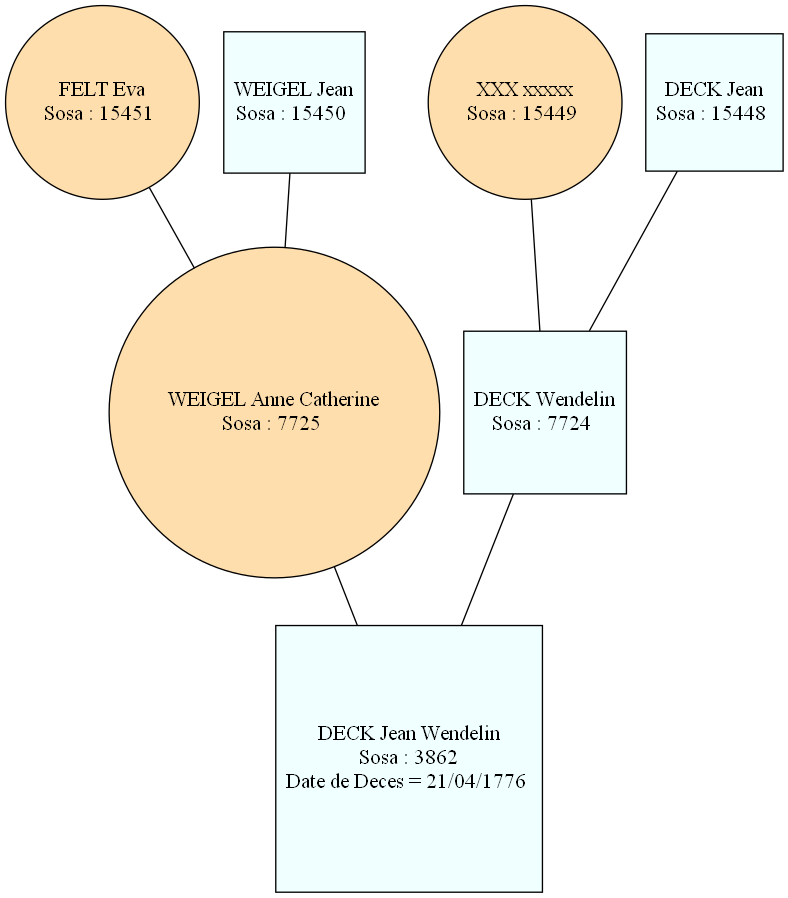 FELT Eva
Sosa : 15451
WEIGEL Jean
Sosa : 15450
XXX xxxxx
Sosa : 15449
DECK Jean
Sosa : 15448
WEIGEL Anne Catherine
Sosa : 7725
DECK Wendelin
Sosa : 7724
DECK Jean Wendelin
Sosa : 3862
Date de Deces = 21/04/1776